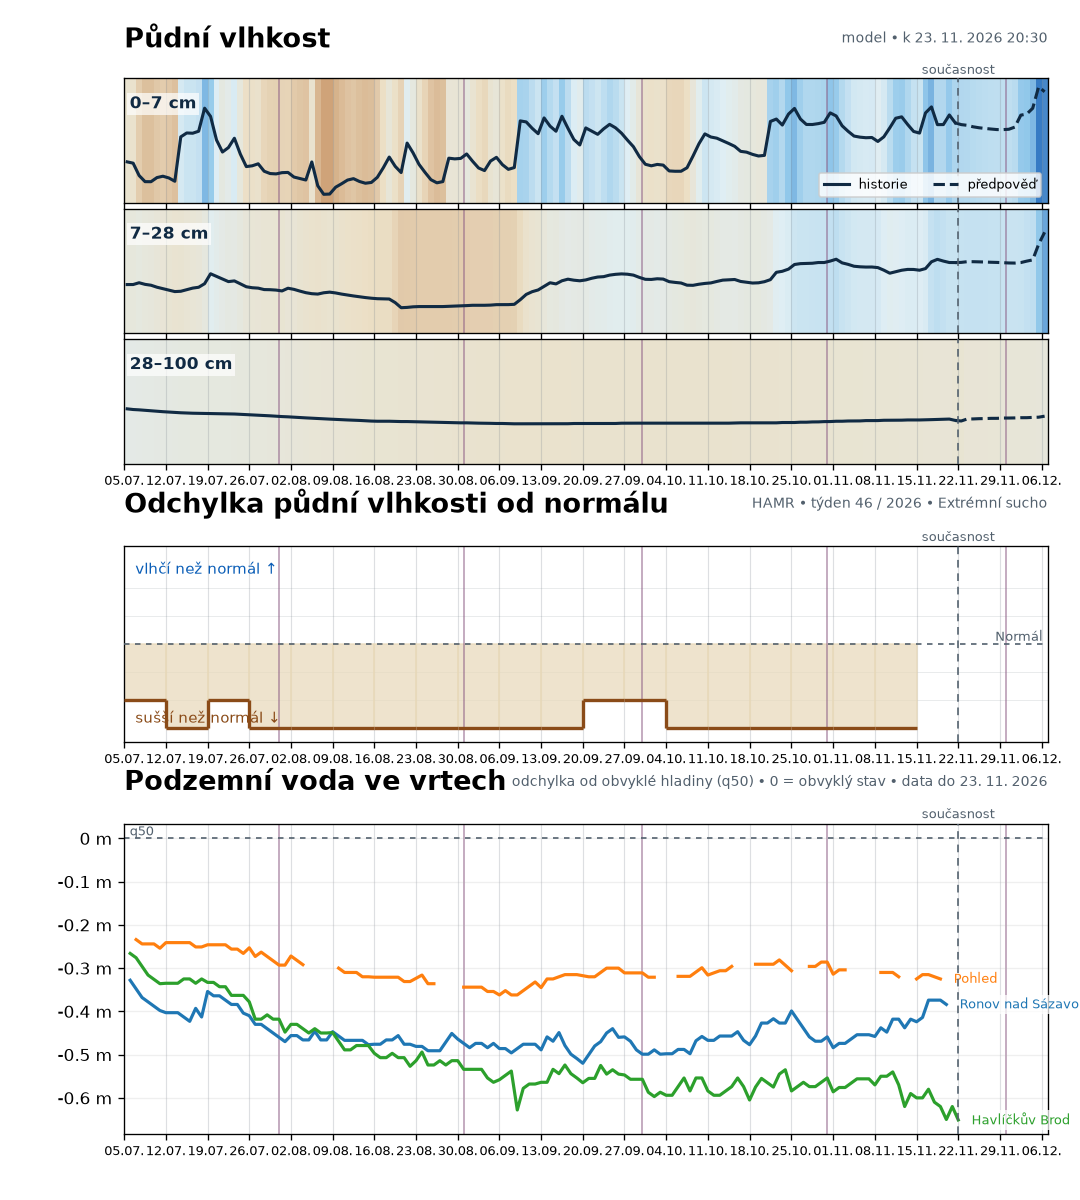 Půdní vlhkost
model • k 23. 11. 2026 20:30
současnost
0–7 cm
historie
předpověď
7–28 cm
28–100 cm
05.07. 12.07. 19.07. 26.07. 02.08. 09.08. 16.08. 23.08. 30.08. 06.09. 13.09. 20.09. 27.09. 04.10. 11.10. 18.10. 25.10. 01.11. 08.11. 15.11. 22.11. 29.11. 06.12.
Odchylka půdní vlhkosti od normálu
HAMR • týden 46 / 2026 • Extrémní sucho
současnost
vlhčí než normál ↑
Normál
sušší než normál ↓
05.07. 12.07. 19.07. 26.07. 02.08. 09.08. 16.08. 23.08. 30.08. 06.09. 13.09. 20.09. 27.09. 04.10. 11.10. 18.10. 25.10. 01.11. 08.11. 15.11. 22.11. 29.11. 06.12.
Podzemní voda ve vrtech
odchylka od obvyklé hladiny (q50) • 0 = obvyklý stav • data do 23. 11. 2026
současnost
q50
0 m
-0.1 m
-0.2 m
-0.3 m
Pohled
-0.4 m
Ronov nad Sázavo
-0.5 m
-0.6 m
Havlíčkův Brod
05.07. 12.07. 19.07. 26.07. 02.08. 09.08. 16.08. 23.08. 30.08. 06.09. 13.09. 20.09. 27.09. 04.10. 11.10. 18.10. 25.10. 01.11. 08.11. 15.11. 22.11. 29.11. 06.12.